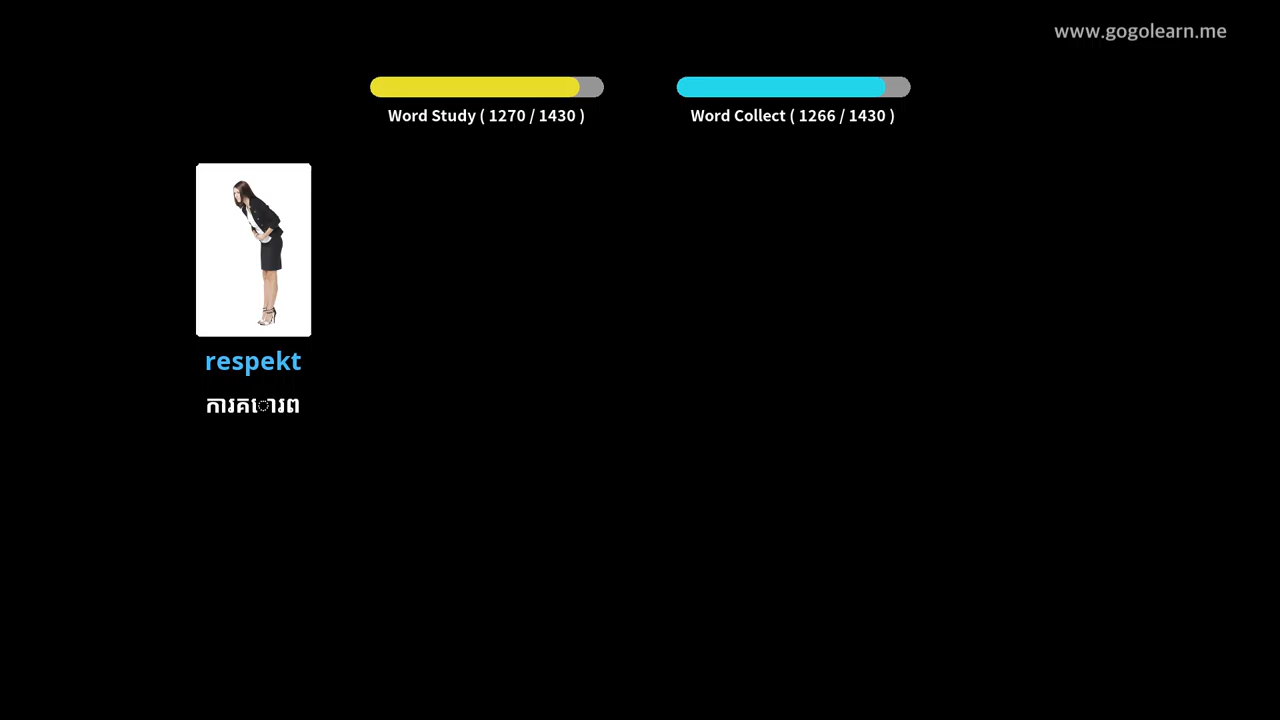 www.gogolearn.me
Word Study ( 1270 / 1430 )
Word Collect ( 1266 / 1430 )
respekt
ការគោរព